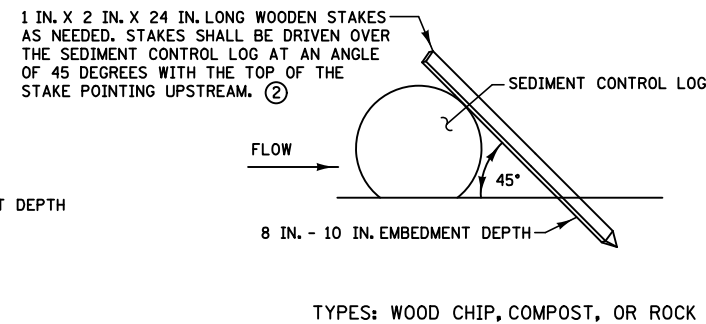 1 IN. X 2 IN. X 24 IN. LONG WOODEN STAKES
AS NEEDED. STAKES SHALL BE DRIVEN OVER
THE SEDIMENT CONTROL LOG AT AN ANGLE
OF 45 DEGREES WITH THE TOP OF THE
STAKE POINTING UPSTREAM. ②
SEDIMENT CONTROL LOG
FLOW
45°
T DEPTH
8 IN. - 10 IN. EMBEDMENT DEPTH
TYPES: WOOD CHIP, COMPOST, OR ROCK